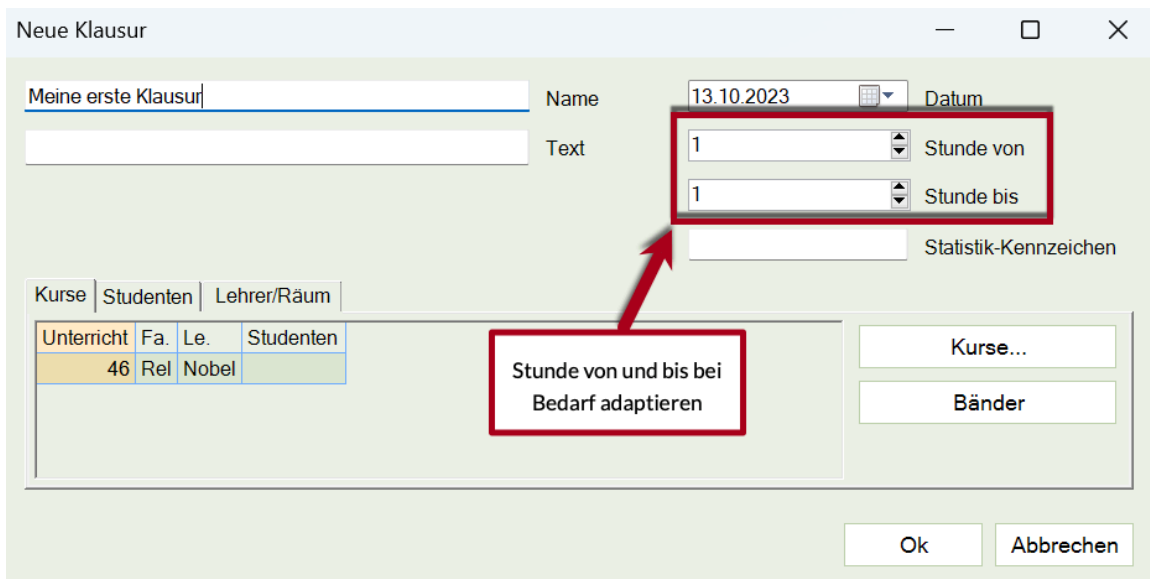 Neue Klausur
Meine erste Klausur
Name
13.10.2023
Datum
Text
1
Stunde von
1
Stunde bis
Statistik-Kennzeichen
Kurse
Studenten
Lehrer/Räum
Unterricht Fa. Le. Studenten
46 Rel Nobel
Stunde von und bis bei
Bedarf adaptieren
Kurse...
Bänder
Ok
Abbrechen